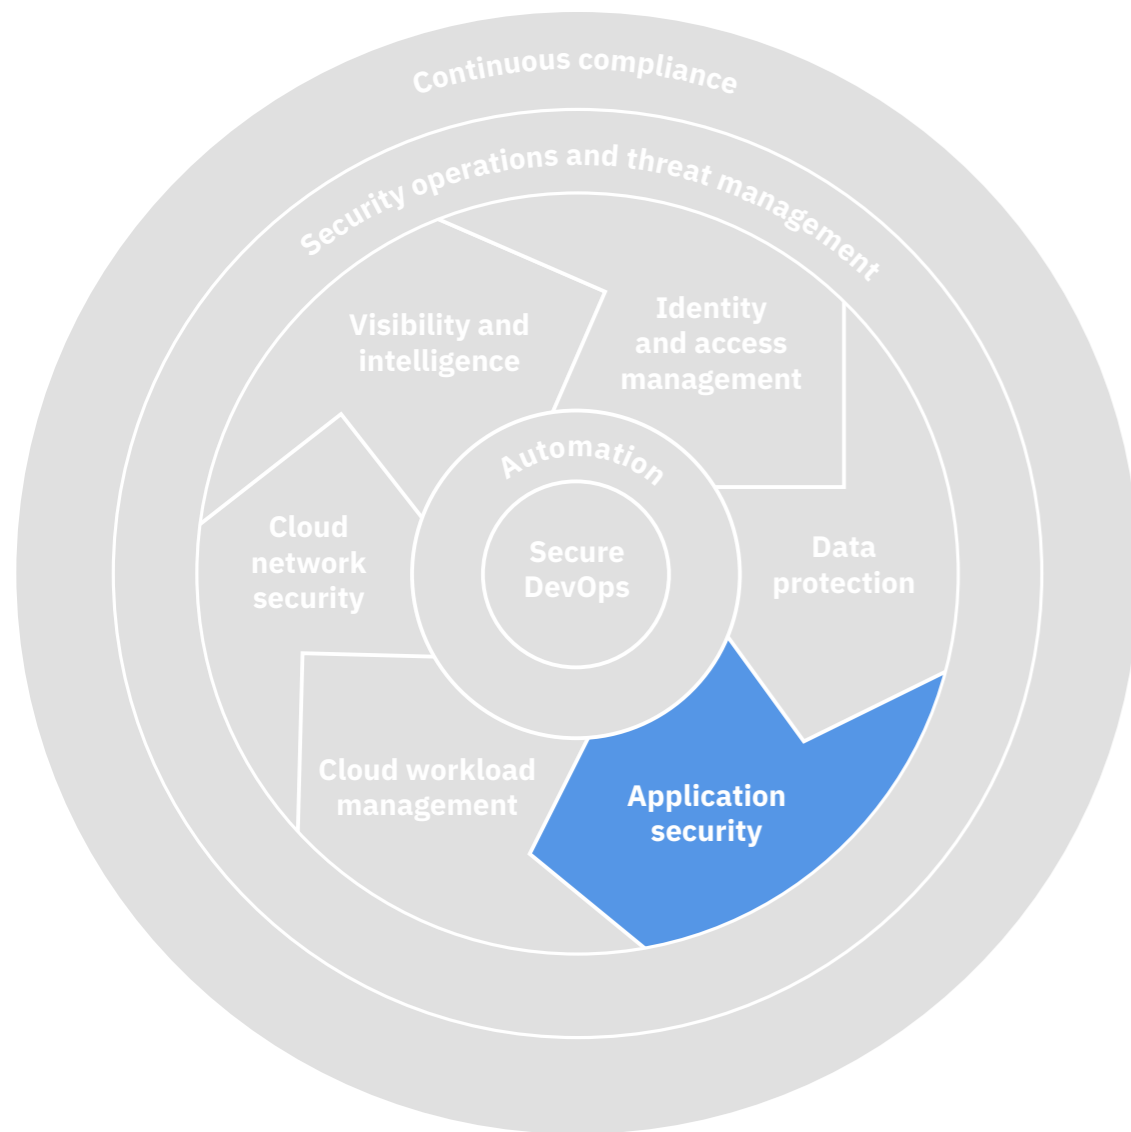 Continuous compliance
Security operations and threat management
Visibility and
intelligence
Identity
and access
management
Automation
Cloud
network
security
Secure
DevOps
Data
protection
Cloud workload
management
Application
security